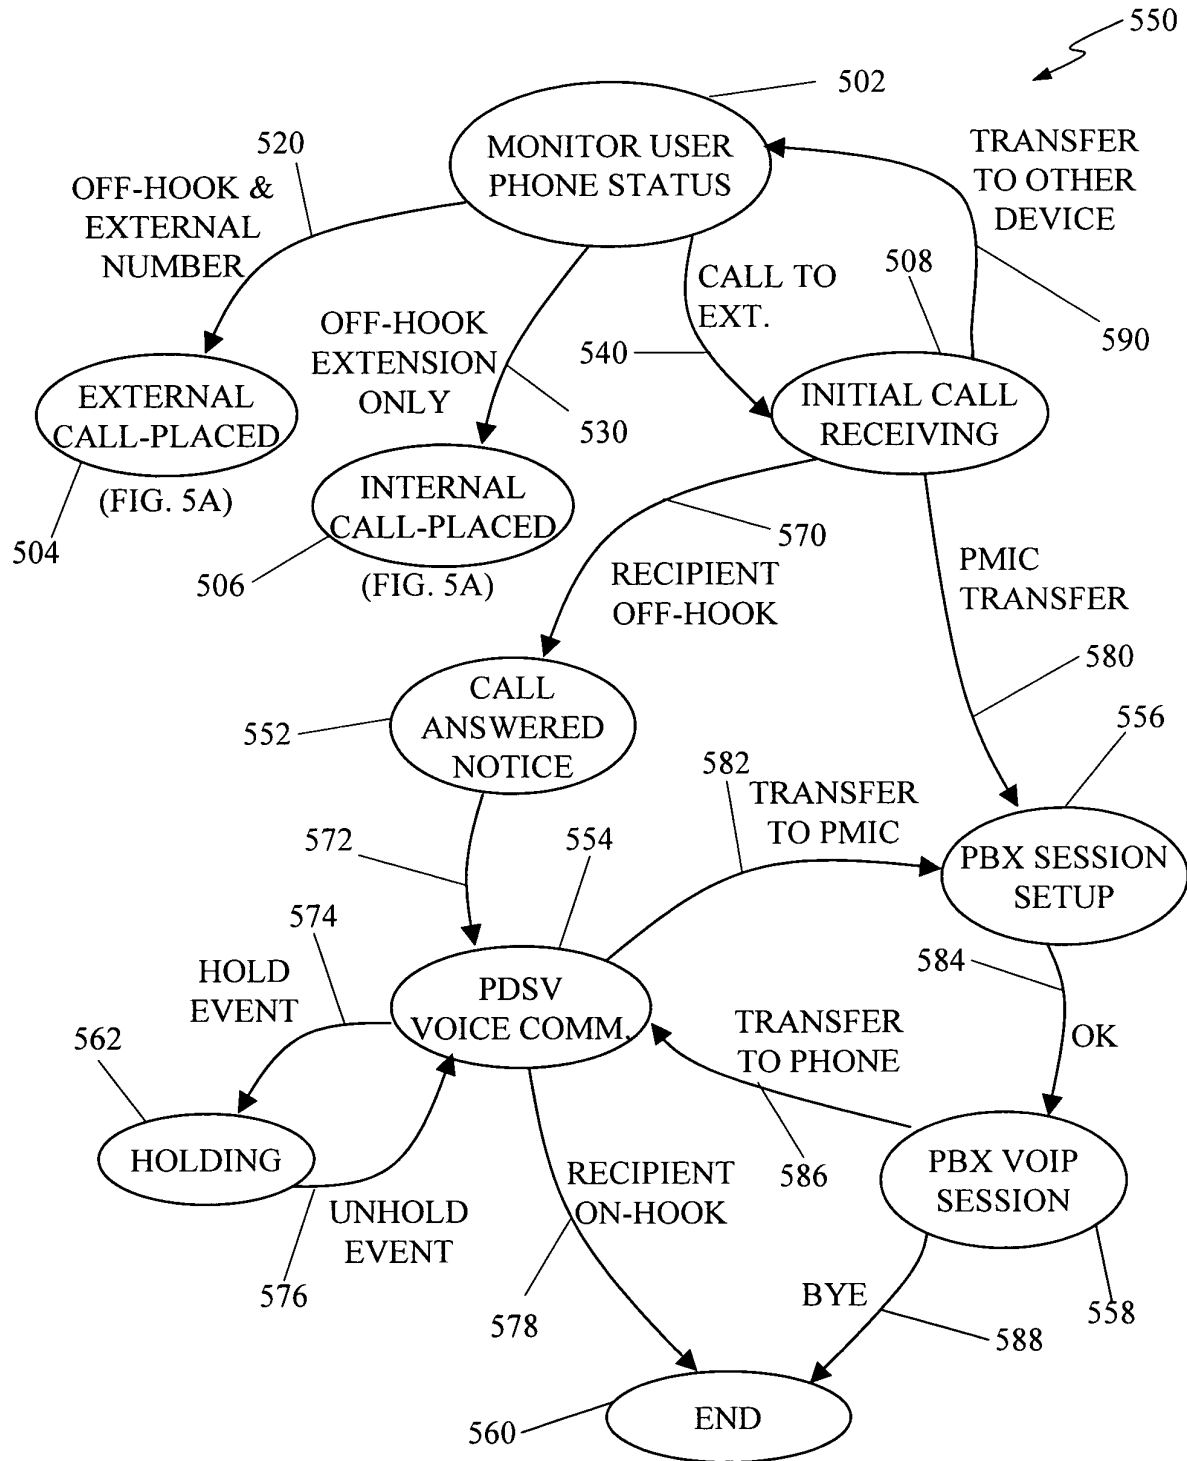 550
502
MONITOR USER
PHONE STATUS
TRANSFER
TO OTHER
DEVICE
520
OFF-HOOK &
EXTERNAL
NUMBER
CALL TO
EXT.
508
590
540
OFF-HOOK
EXTENSION
ONLY
530
EXTERNAL
CALL-PLACED
(FIG. 5A)
504
INITIAL CALL
RECEIVING
INTERNAL
CALL-PLACED
(FIG. 5A)
506
570
RECIPIENT
OFF-HOOK
PMIC
TRANSFER
580
CALL
ANSWERED
NOTICE
552
556
582
TRANSFER
TO PMIC
572
554
PBX SESSION
SETUP
574
HOLD
EVENT
PDSV
VOICE COMM.
584
OK
TRANSFER
TO PHONE
562
HOLDING
586
PBX VOIP
SESSION
RECIPIENT
ON-HOOK
UNHOLD
EVENT
576
578
BYE
588
558
END
560